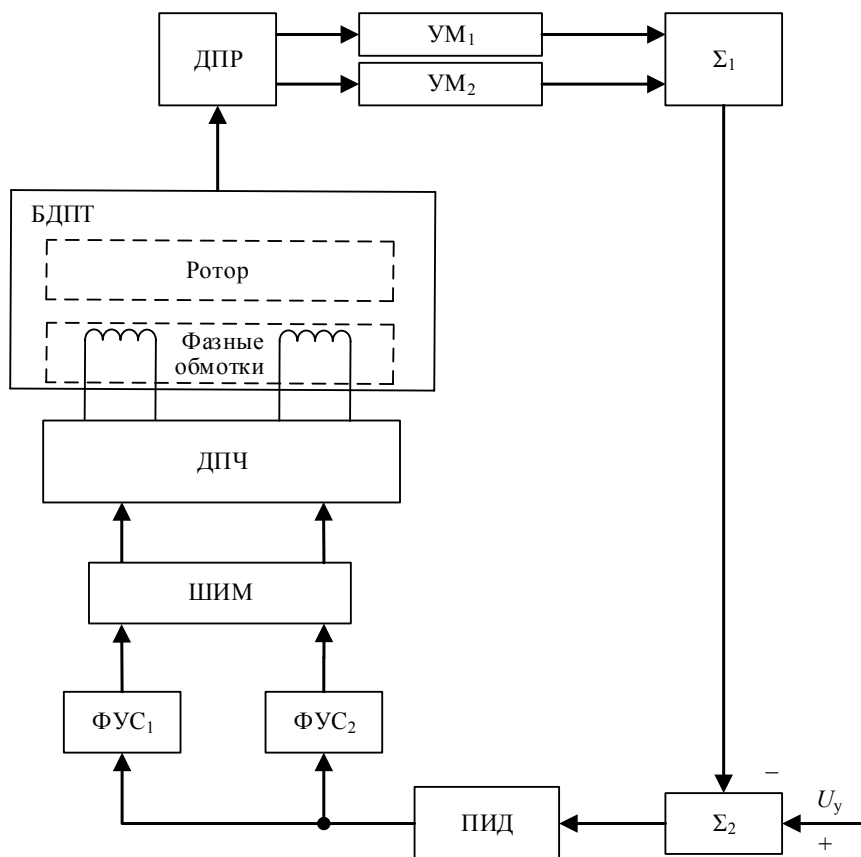 ДПР
УМ₁
Σ₁
УМ₂
БДПТ
Ротор
Фазные
обмотки
ДПЧ
ШИМ
ФУС₁
ФУС₂
−
ПИД
Σ₂
Uу
+